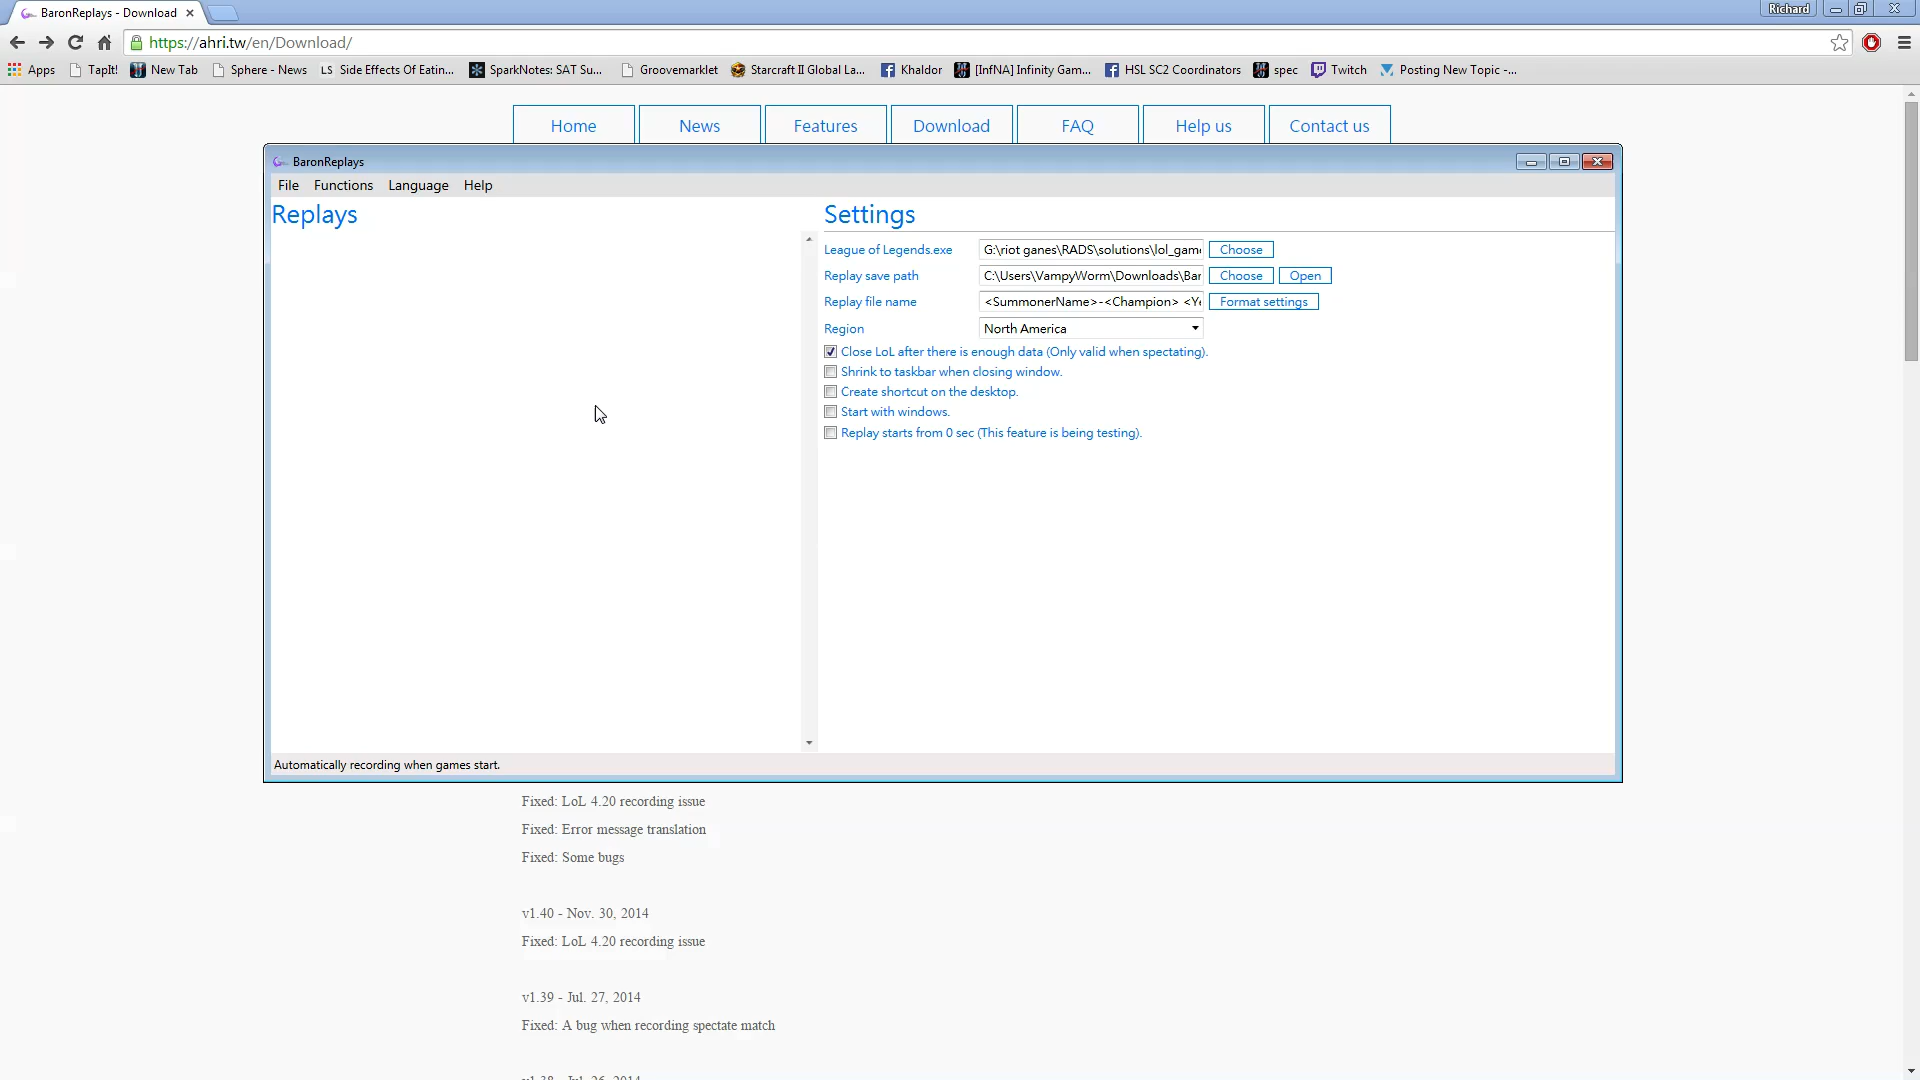 BaronReplays - Download
Richard
https://ahri.tw/en/Download/
Apps TapIt! New Tab Sphere - News LS Side Effects Of Eatin... SparkNotes: SAT Su... Groovemarklet Starcraft II Global La... Khaldor [InfNA] Infinity Gam... HSL SC2 Coordinators spec Twitch Posting New Topic -...
Home News Features Download FAQ Help us Contact us
BaronReplays
File Functions Language Help
Replays
Settings
League of Legends.exe G:\riot ganes\RADS\solutions\lol_game Choose
Replay save path C:\Users\VampyWorm\Downloads\Bar Choose Open
Replay file name <SummonerName>-<Champion> <Ye Format settings
Region North America
Close LoL after there is enough data (Only valid when spectating).
Shrink to taskbar when closing window.
Create shortcut on the desktop.
Start with windows.
Replay starts from 0 sec (This feature is being testing).
Automatically recording when games start.
Fixed: LoL 4.20 recording issue
Fixed: Error message translation
Fixed: Some bugs
v1.40 - Nov. 30, 2014
Fixed: LoL 4.20 recording issue
v1.39 - Jul. 27, 2014
Fixed: A bug when recording spectate match
v1.38 - Jul. 26, 2014